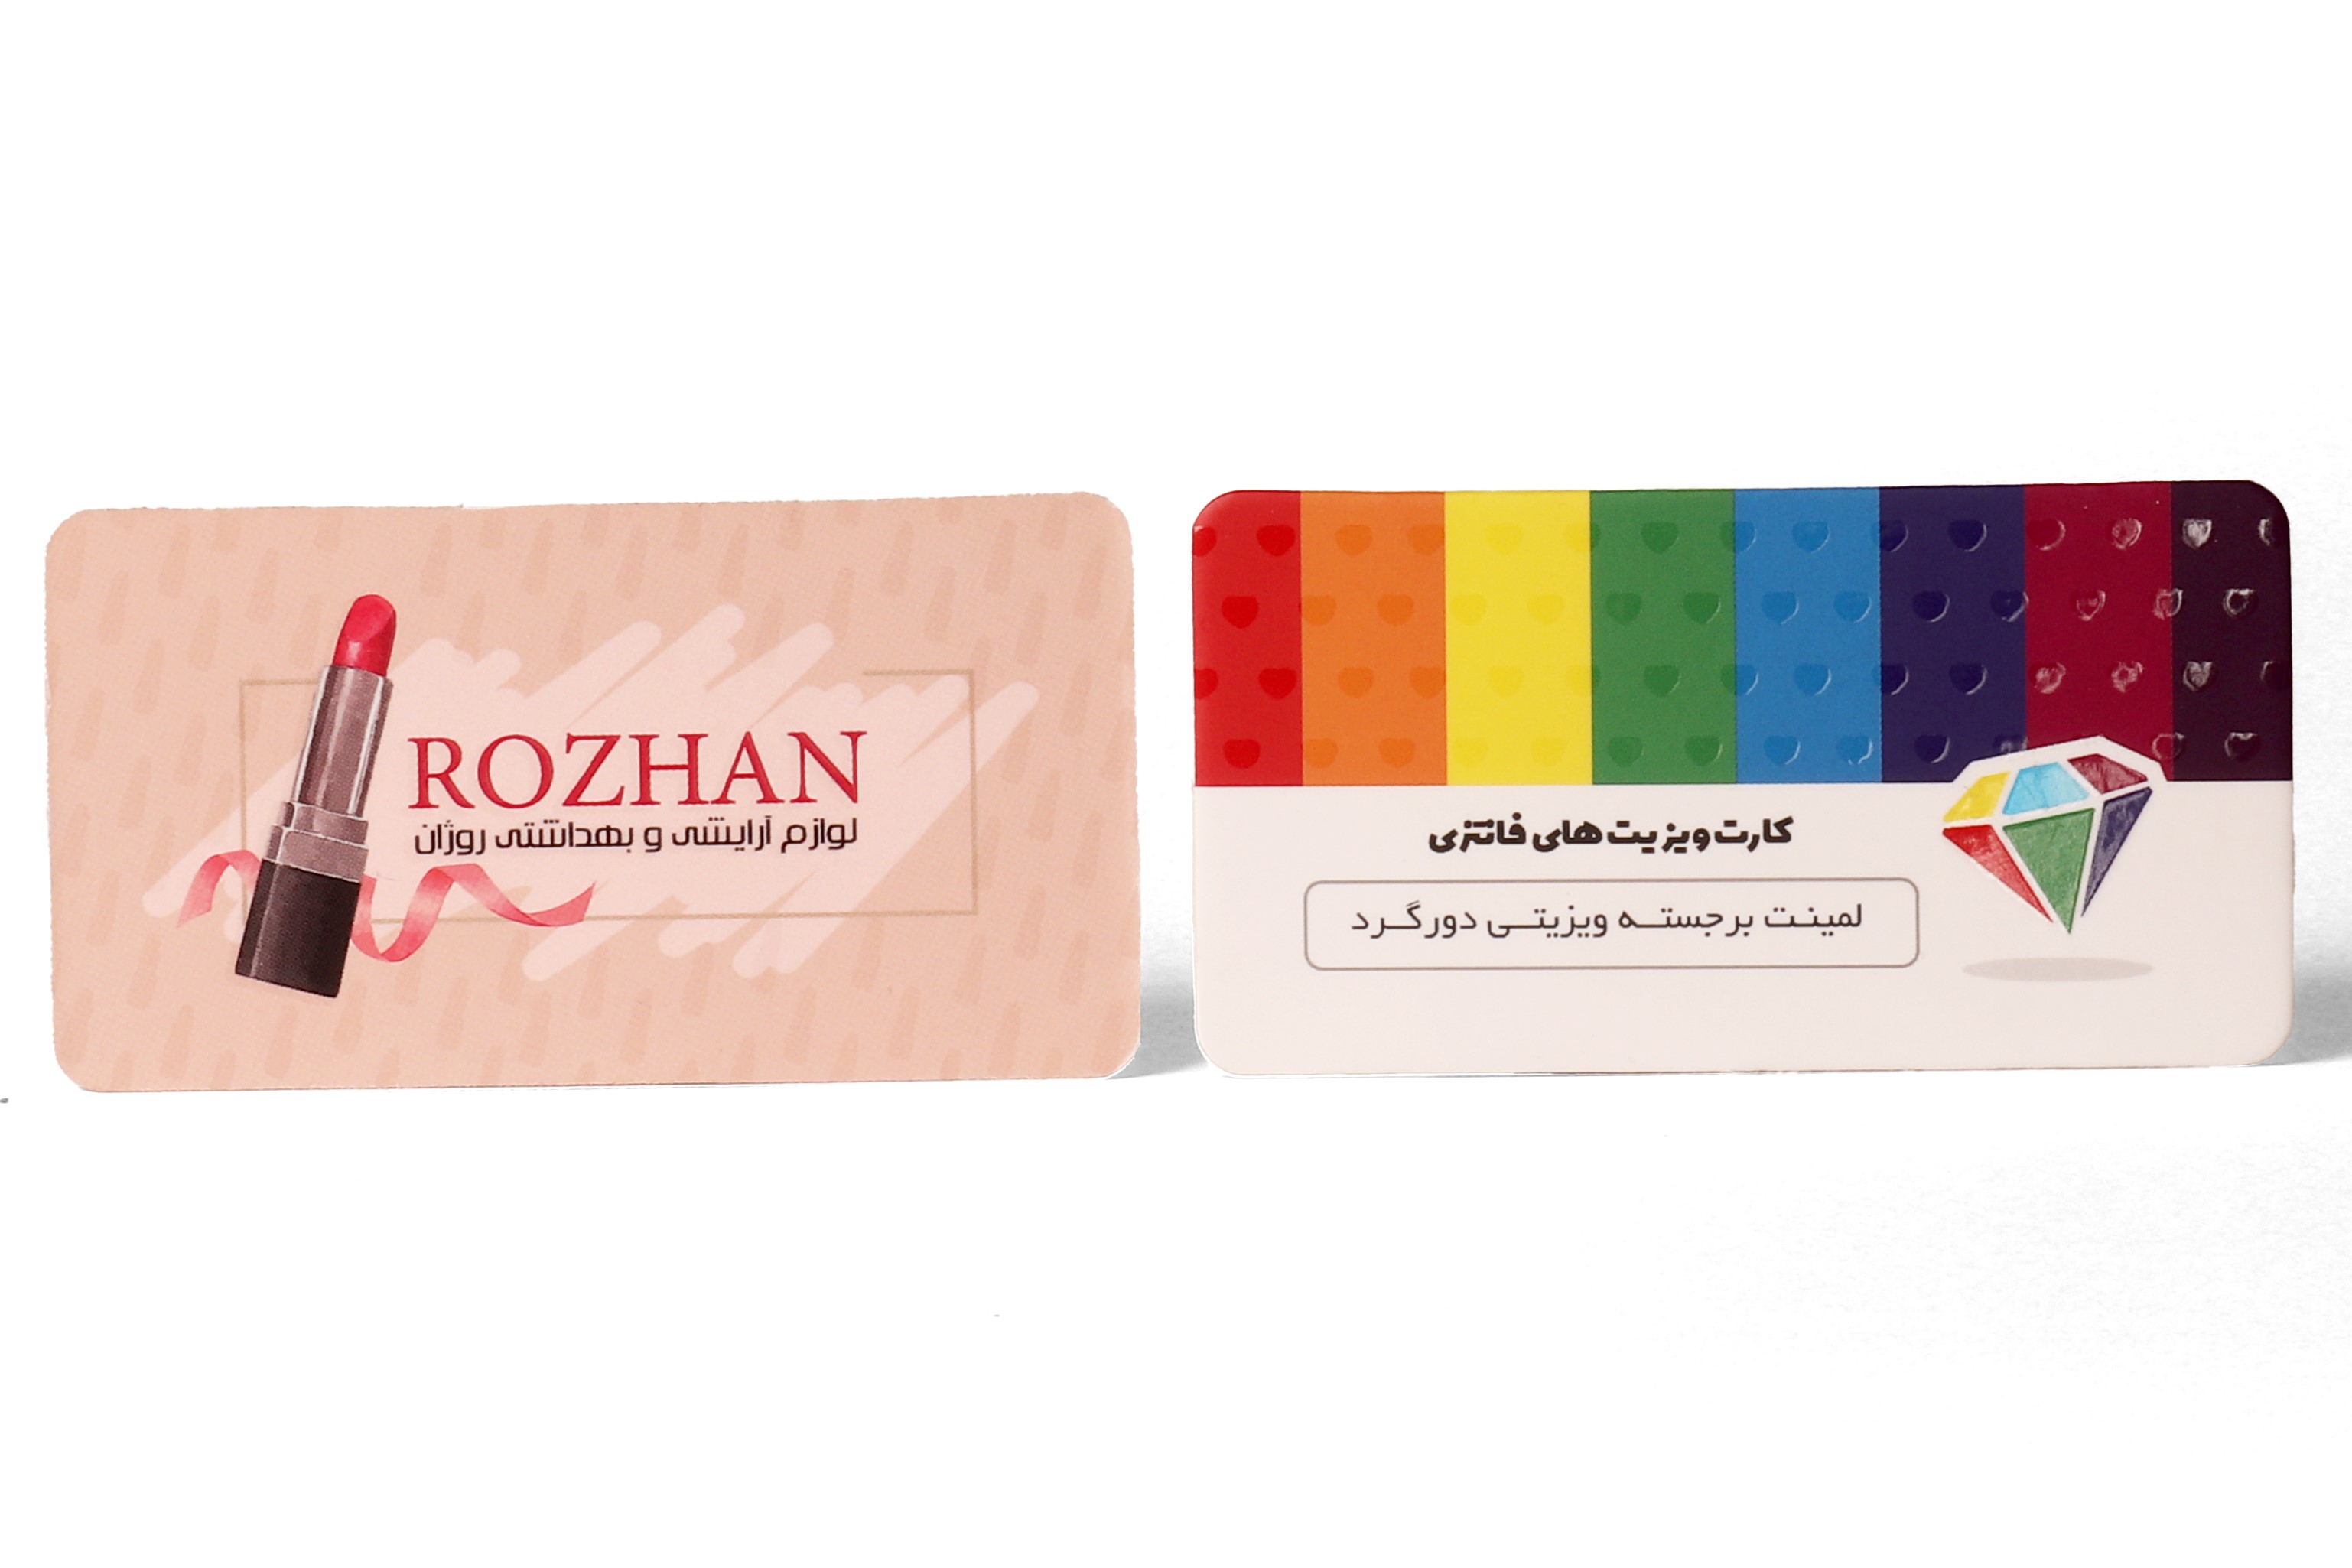 ROZHAN
لوازم آرایشی و بهداشتی روژان
کارت ویزیت های فانتزی
لمینت برجسته ویزیتی دورگرد